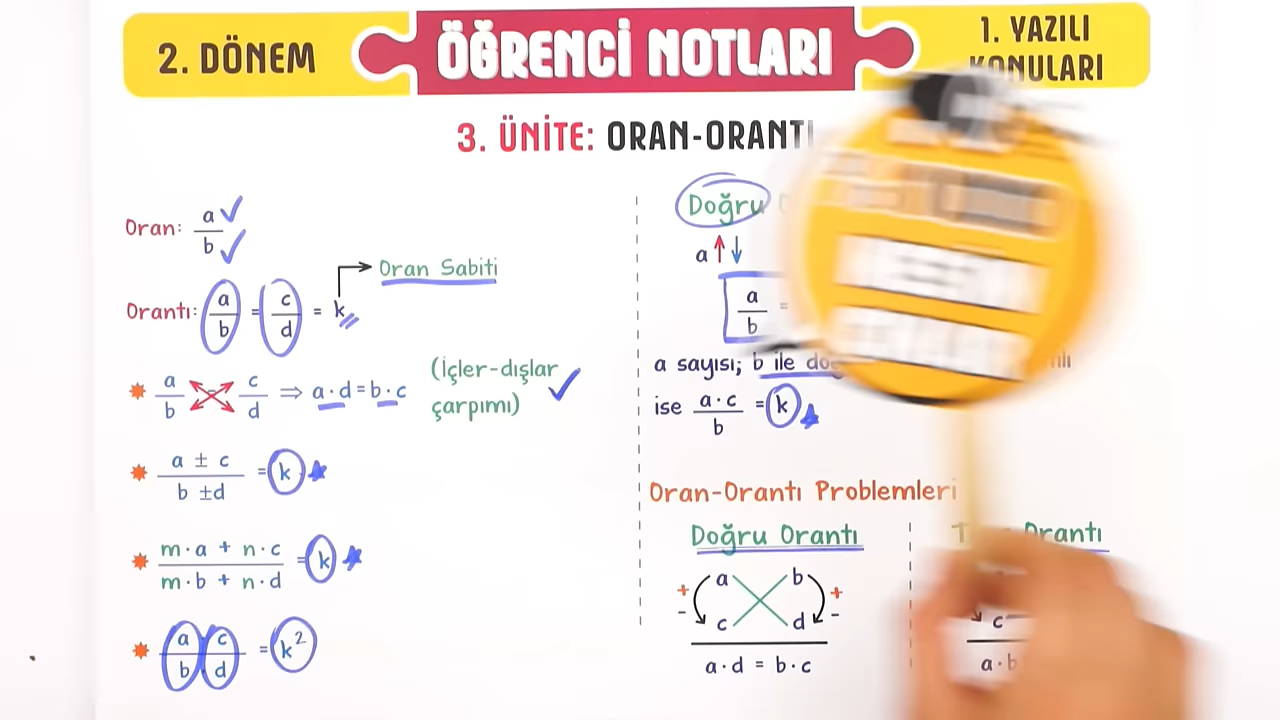 2. DÖNEM
ÖĞRENCİ NOTLARI
1. YAZILI
KONULARI
3. ÜNİTE: ORAN-ORANTI
Oran: a/b
Oran Sabiti
Orantı: a/b = c/d = k
a/b = c/d ⇒ a·d = b·c
(İçler-dışlar
çarpımı)
a ± c / b ± d = k
m·a + n·c / m·b + n·d = k
a/b · c/d = k²
Doğru
a ↑ ↓
a/b =
a sayısı; b ile
ise a·c/b = k
Oran-Orantı Problemleri
Doğru Orantı
+ a b +
- c d -
a·d = b·c
Orantı
c
a·b